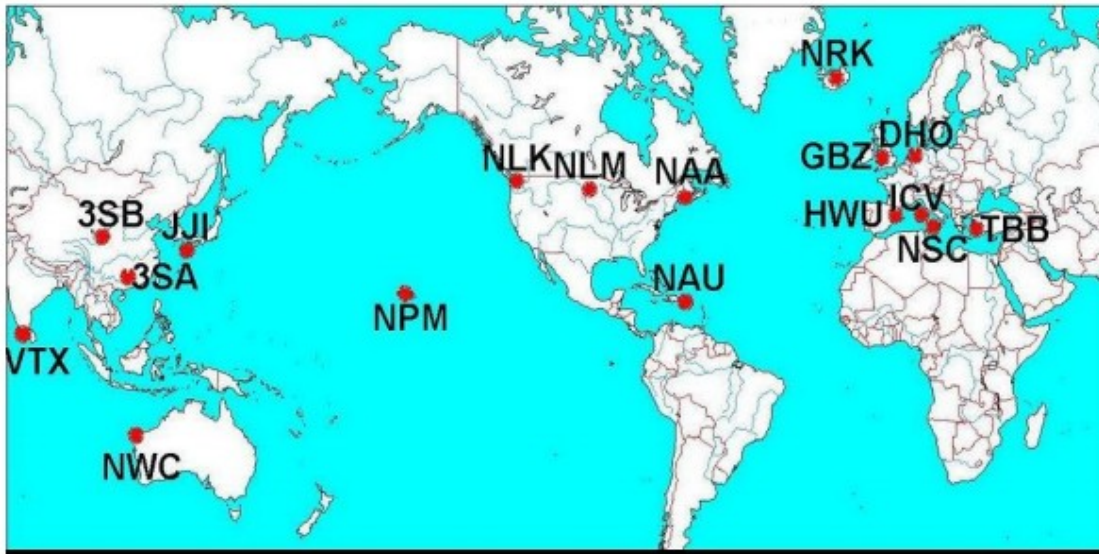 NRK
DHO
GBZ
NLK
NLM
NAA
ICV
HWU
3SB
JJI
TBB
NSC
3SA
NAU
NPM
VTX
NWC